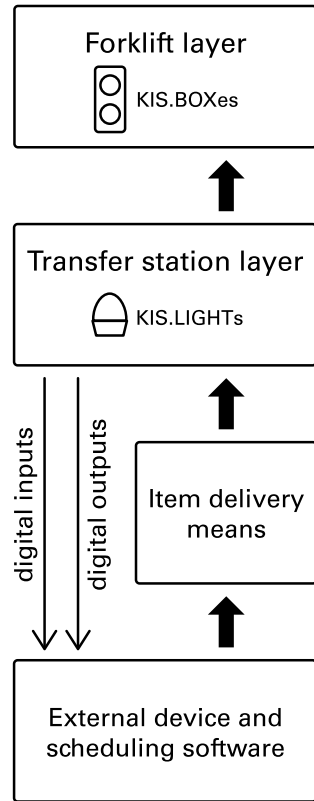 Forklift layer
KIS.BOXes
Transfer station layer
KIS.LIGHTs
digital inputs
digital outputs
Item delivery
means
External device and
scheduling software